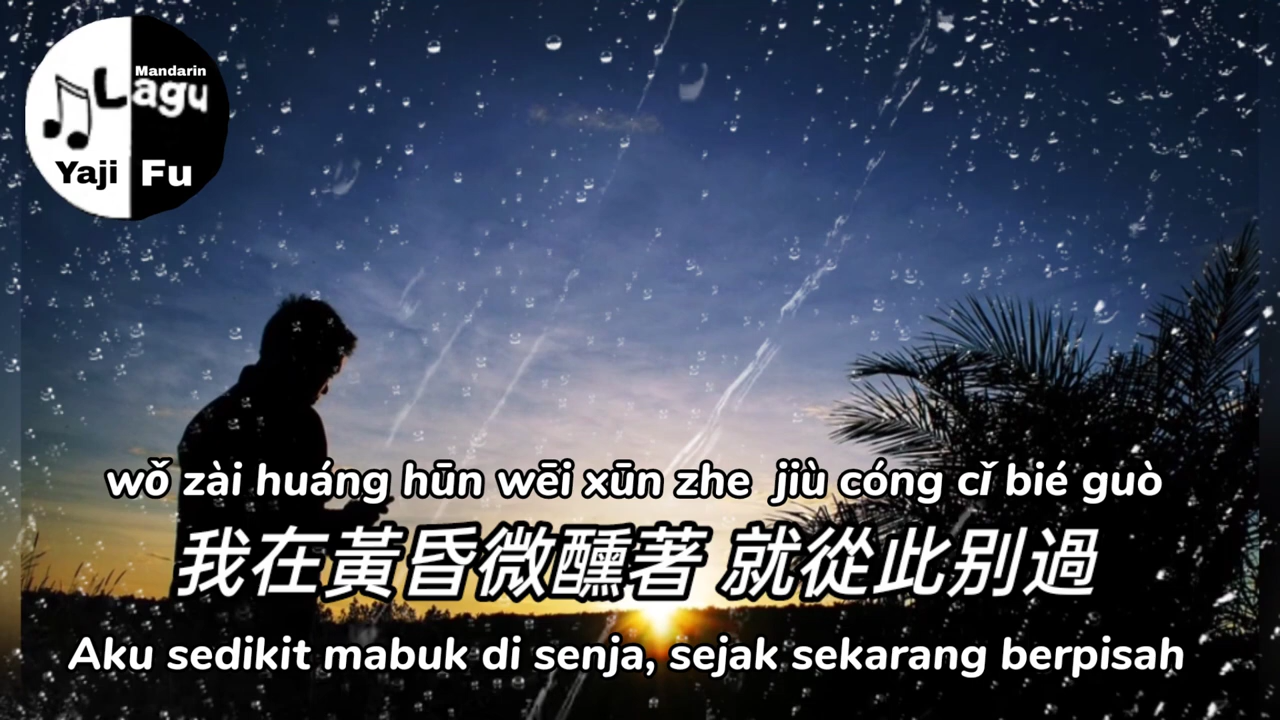 Mandarin
Lagu
Yaji Fu
wǒ zài huáng hūn wēi xūn zhe jiù cóng cǐ bié guò
我在黃昏微醺著 就從此别過
Aku sedikit mabuk di senja, sejak sekarang berpisah